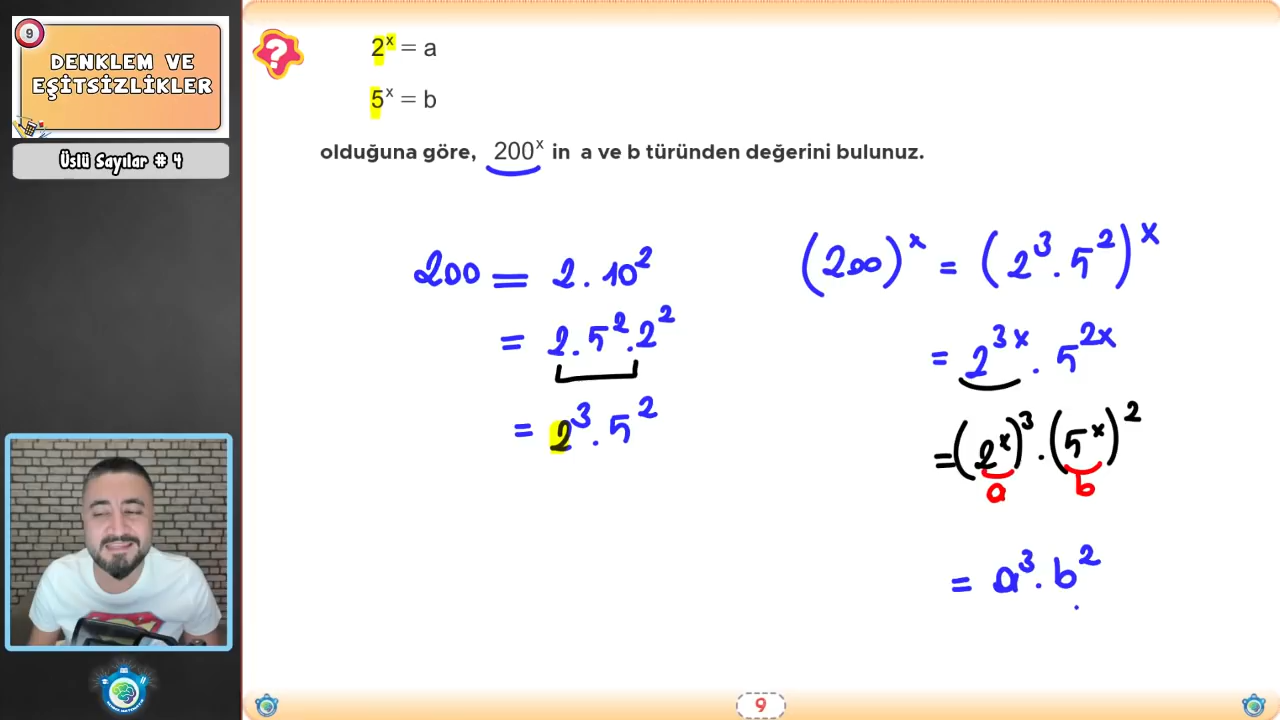 9
DENKLEM VE
EŞİTSİZLİKLER
Üslü Sayılar # 4
?
2ˣ = a
5ˣ = b
olduğuna göre, 200ˣ in a ve b türünden değerini bulunuz.
200 = 2 . 10²
= 2 . 5² . 2²
= 2³ . 5²
(200)ˣ = (2³ . 5²)ˣ
= 2³ˣ . 5²ˣ
= (2ˣ)³ . (5ˣ)²
a b
= a³ . b²
9